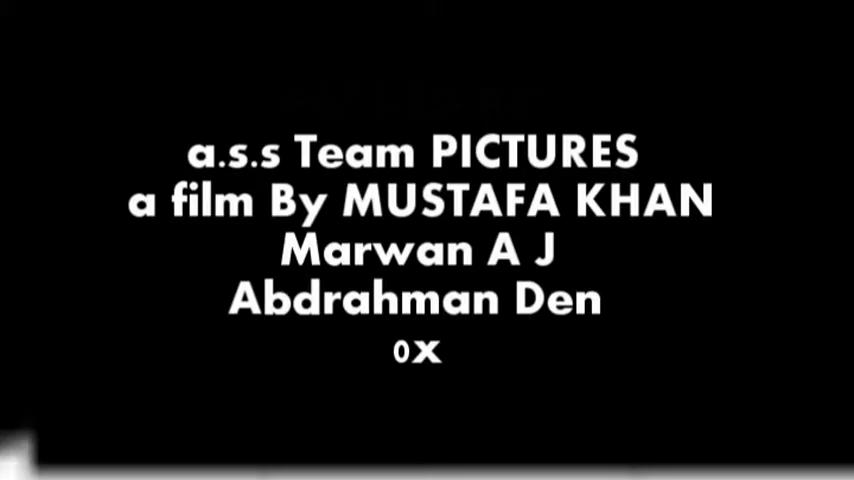 a.s.s Team PICTURES
a film By MUSTAFA KHAN
Marwan A J
Abdrahman Den
0x